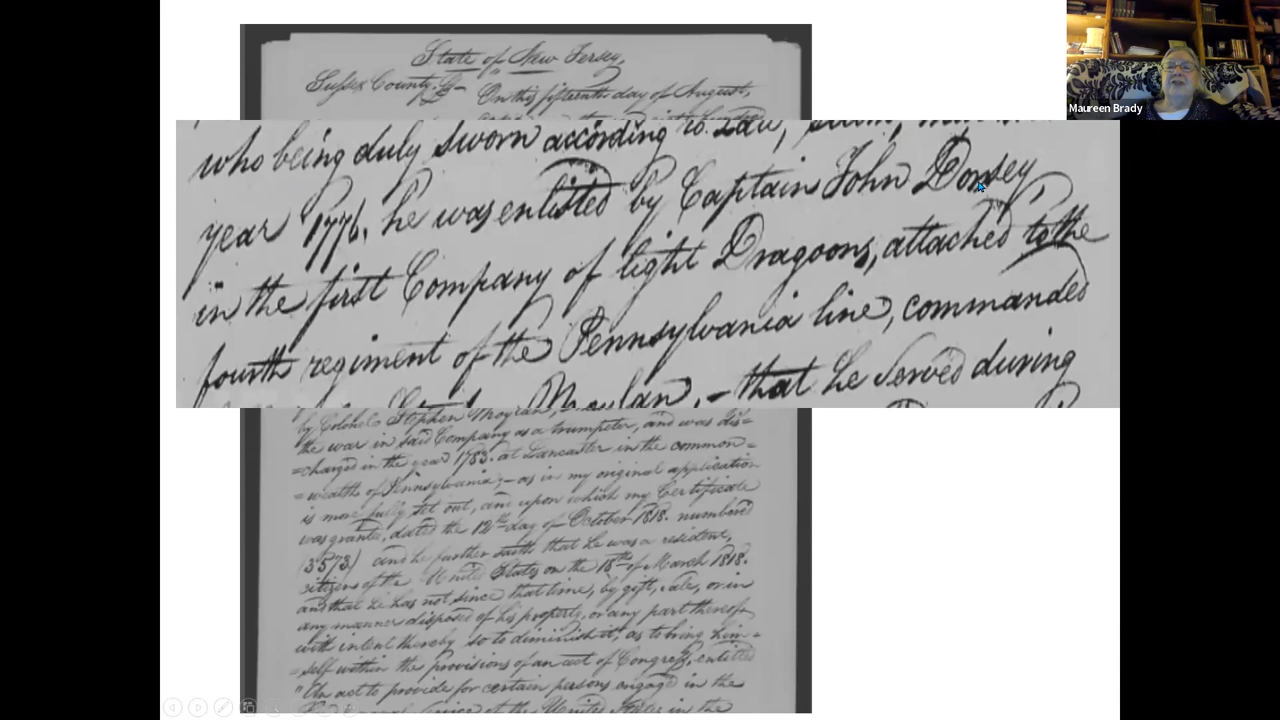 State of New Jersey,
Sussex County, ss On this fifteenth day of August,
who being duly sworn according to Law,
year 1776, he was enlisted by Captain John Dorsey
in the first Company of light Dragoons, attached to the
fourth regiment of the Pennsylvania line, commanded
Moylan, - that he served during
by Colonel Stephen Moylan,
the war in said Company as a trumpeter, and was dis=
=charged in the year 1783. at Lancaster in the common=
=wealth of Pennsylvania; - as in my original application
is more fully set out, and upon which my Certificate
was granted, dated the 12th day of October 1818. numbered
(3573) and he further saith that he was a resident,
citizen of the United States on the 18th of March 1818.
and that he has not since that time, by gift, sale, or in
any manner disposed of his property, or any part thereof
with intent thereby so to diminish it, as to bring him=
=self within the provisions of an act of Congress, entitled
"An act to provide for certain persons engaged in the
service of the United States in the
Maureen Brady